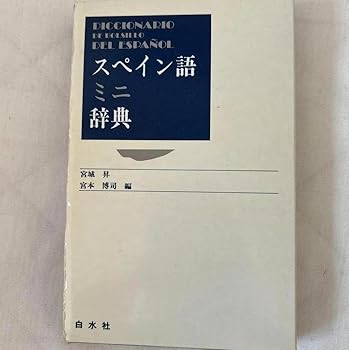 DICCIONARIO
DE BOLSILLO
DEL ESPAÑOL
スペイン語
ミニ
辞典
宮城 昇
宮本 博司 編
白水社